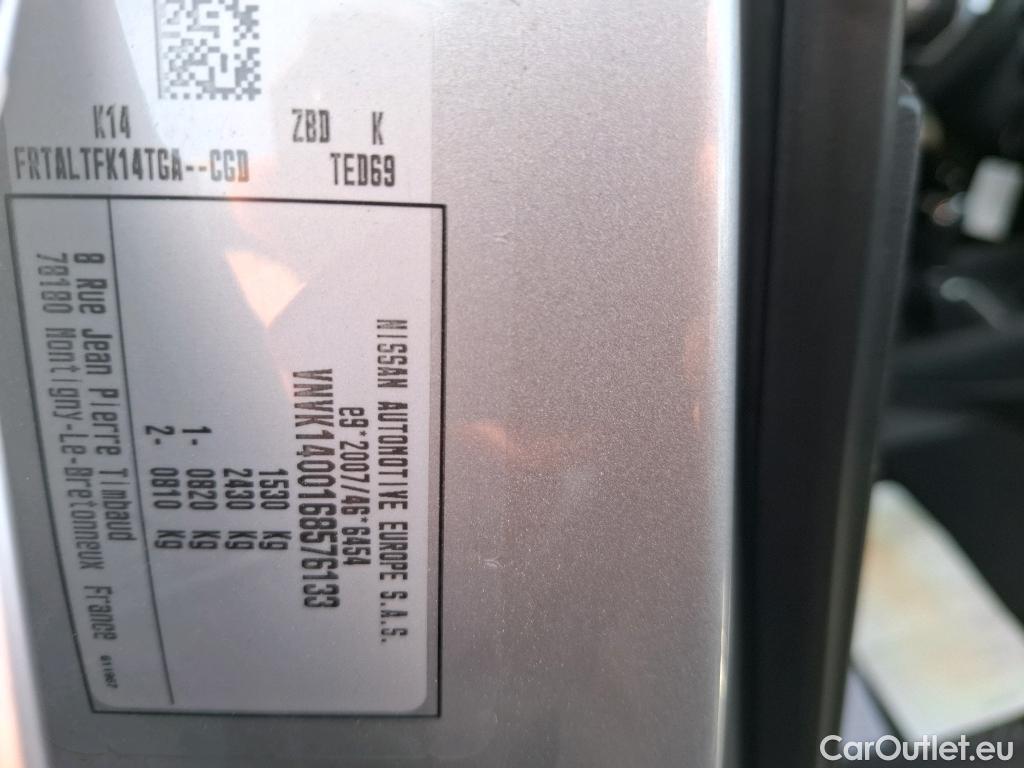 K14 ZBD K
FRTALTFK14TGA--CGD TED69
NISSAN AUTOMOTIVE EUROPE S.A.S.
e9*2007/46*6454
VNVK1400168576133
1530 kg
2430 kg
1- 0820 kg
2- 0810 kg
8 Rue Jean Pierre Timbaud
78180 Montigny-Le-Bretonneux France
CarOutlet.eu